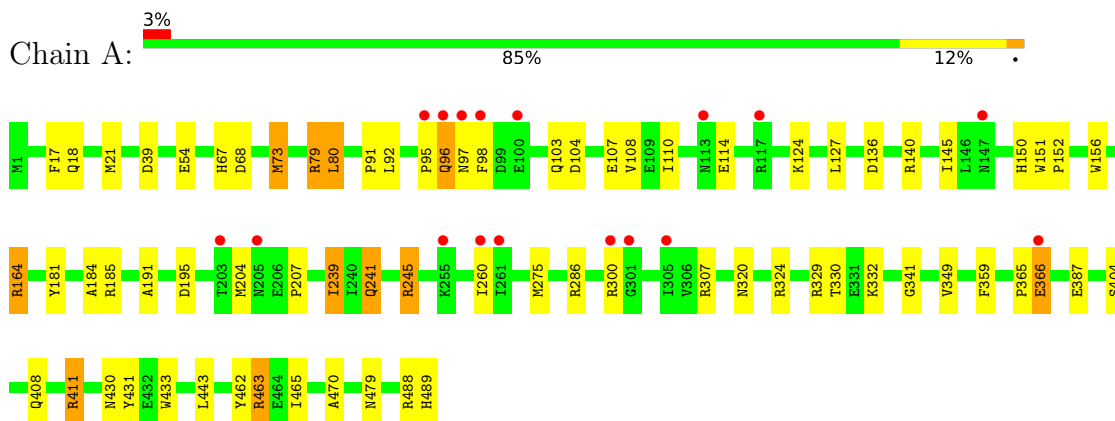 3%
Chain A:
85% 12% •
M1 F17 Q18 M21 D39 E54 H67 D68 M73 R79 L80 P91 L92 P95 Q96 N97 F98 D99 E100 Q103 D104 E107 V108 E109 I110 N113 E114 R117 K124 L127 D136 R140 I145 L146 N147 H150 W151 P152 W156
R164 Y181 A184 R185 A191 D195 T203 M204 N205 E206 P207 I239 I240 Q241 R245 K255 I260 I261 M275 R286 R300 G301 I305 V306 R307 N320 R324 R329 T330 E331 K332 G341 V349 F359 P365 E366 E387 S404
Q408 R411 N430 Y431 E432 W433 L443 Y462 R463 E464 I465 A470 N479 R488 H489